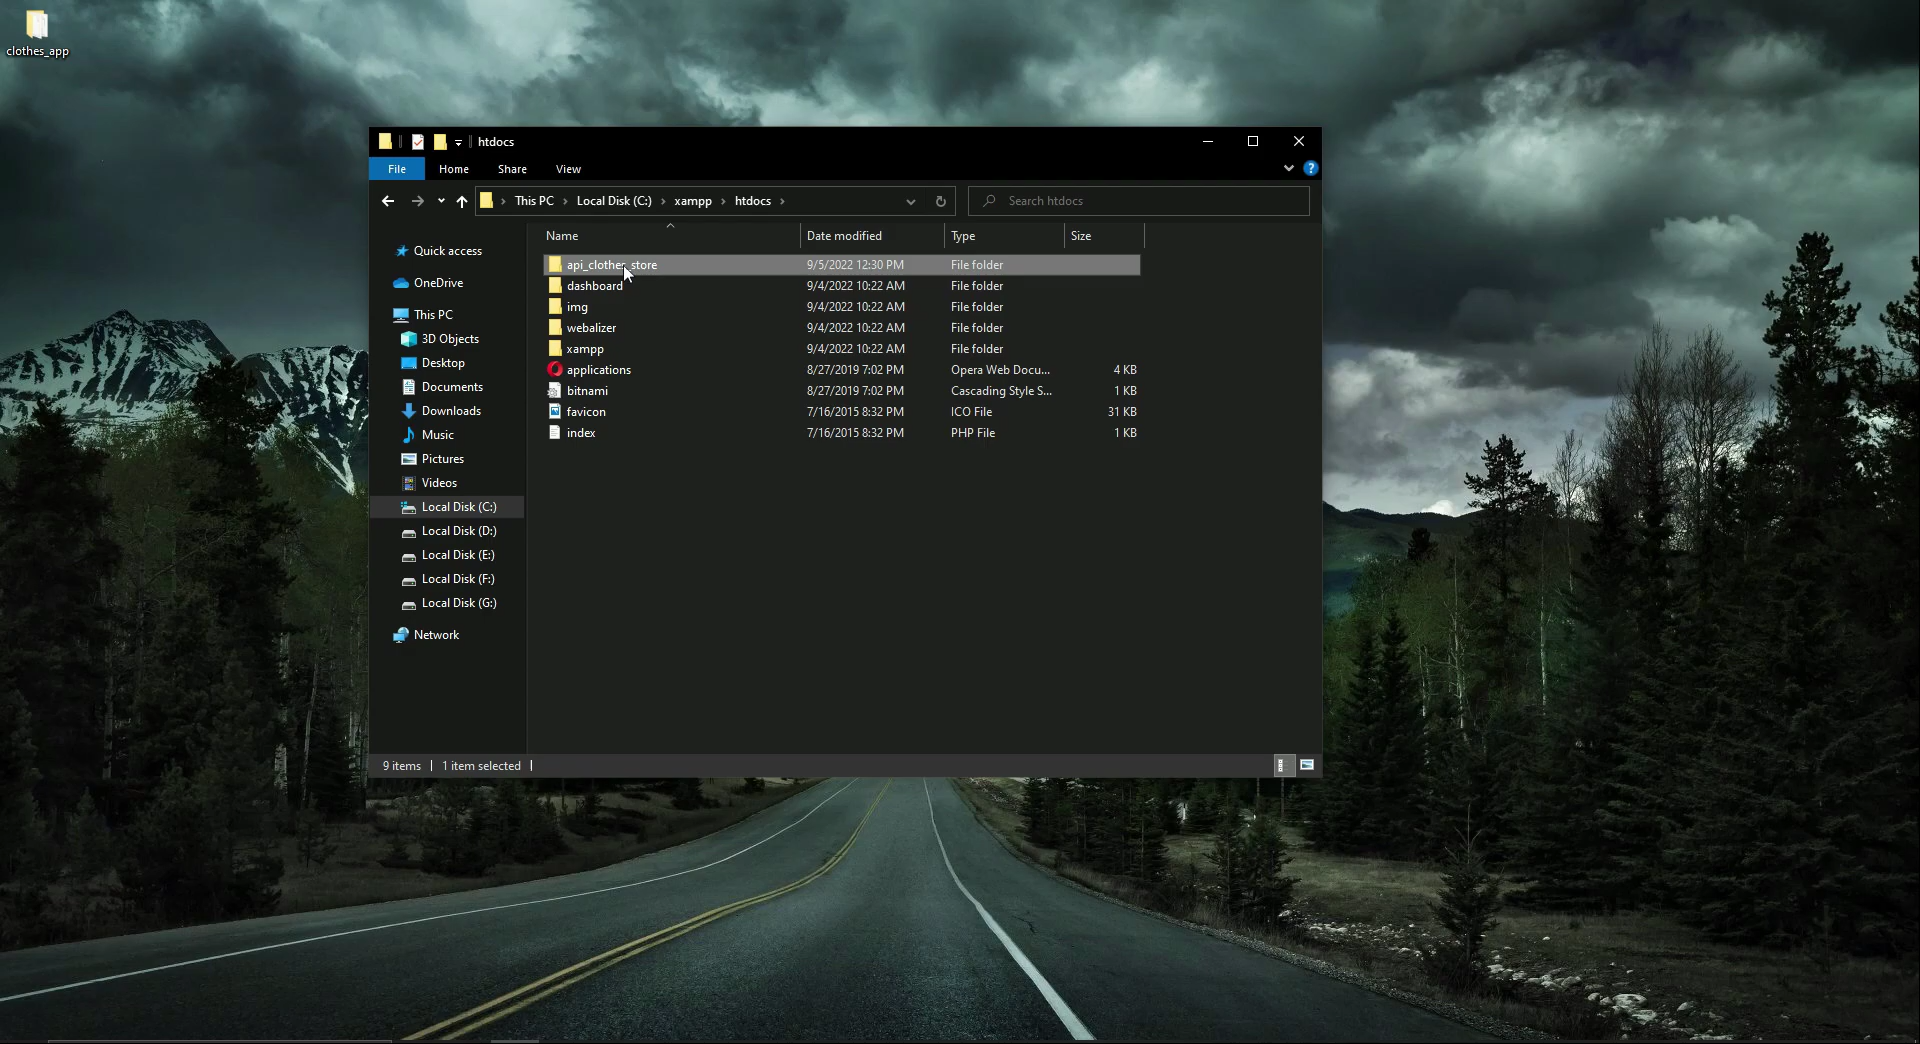 clothes_app
htdocs
File Home Share View
This PC Local Disk (C:) xampp htdocs
Search htdocs
Name Date modified Type Size
Quick access
OneDrive
This PC
3D Objects
Desktop
Documents
Downloads
Music
Pictures
Videos
Local Disk (C:)
Local Disk (D:)
Local Disk (E:)
Local Disk (F:)
Local Disk (G:)
Network
api_clothes_store 9/5/2022 12:30 PM File folder
dashboard 9/4/2022 10:22 AM File folder
img 9/4/2022 10:22 AM File folder
webalizer 9/4/2022 10:22 AM File folder
xampp 9/4/2022 10:22 AM File folder
applications 8/27/2019 7:02 PM Opera Web Docu... 4 KB
bitnami 8/27/2019 7:02 PM Cascading Style S... 1 KB
favicon 7/16/2015 8:32 PM ICO File 31 KB
index 7/16/2015 8:32 PM PHP File 1 KB
9 items 1 item selected